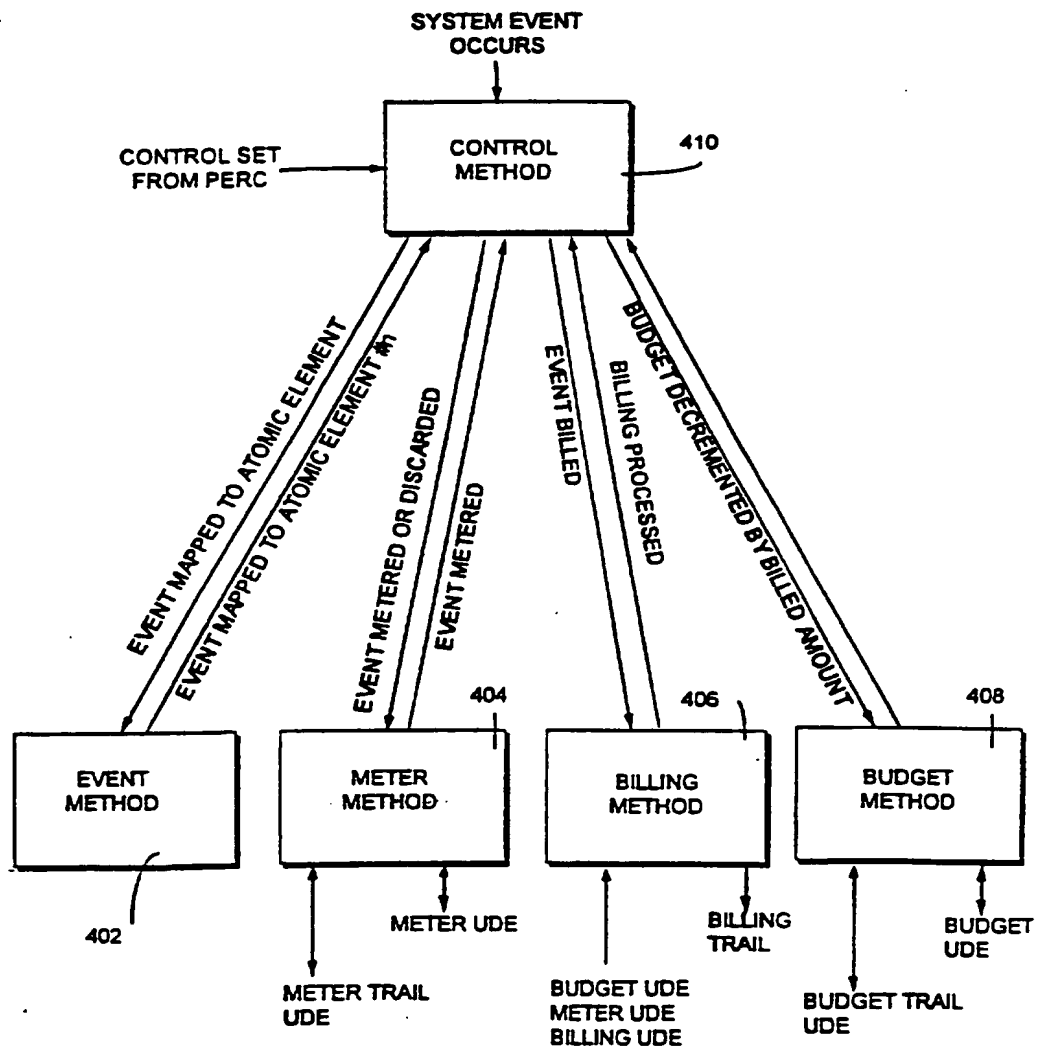 SYSTEM EVENT
OCCURS
CONTROL
METHOD
410
CONTROL SET
FROM PERC
EVENT MAPPED TO ATOMIC ELEMENT
EVENT MAPPED TO ATOMIC ELEMENT #n
EVENT METERED OR DISCARDED
EVENT METERED
EVENT BILLED
BILLING PROCESSED
BUDGET DECREMENTED BY BILLED AMOUNT
404
406
408
EVENT
METHOD
METER
METHOD
BILLING
METHOD
BUDGET
METHOD
402
METER UDE
BILLING
TRAIL
BUDGET
UDE
METER TRAIL
UDE
BUDGET UDE
METER UDE
BILLING UDE
BUDGET TRAIL
UDE